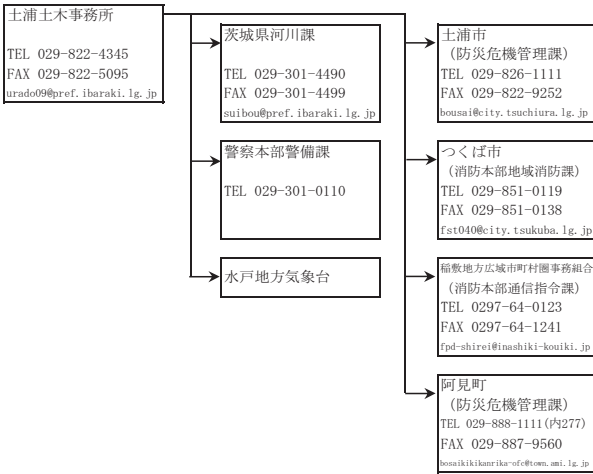 土浦土木事務所
TEL 029-822-4345
FAX 029-822-5095
urado09@pref.ibaraki.lg.jp
茨城県河川課
TEL 029-301-4490
FAX 029-301-4499
suibou@pref.ibaraki.lg.jp
警察本部警備課
TEL 029-301-0110
水戸地方気象台
土浦市
（防災危機管理課）
TEL 029-826-1111
FAX 029-822-9252
bousai@city.tsuchiura.lg.jp
つくば市
（消防本部地域消防課）
TEL 029-851-0119
FAX 029-851-0138
fst040@city.tsukuba.lg.jp
稲敷地方広域市町村圏事務組合
（消防本部通信指令課）
TEL 0297-64-0123
FAX 0297-64-1241
fpd-shirei@inashiki-kouiki.jp
阿見町
（防災危機管理課）
TEL 029-888-1111(内277)
FAX 029-887-9560
bosaikikikanrika-ofc@town.ami.lg.jp